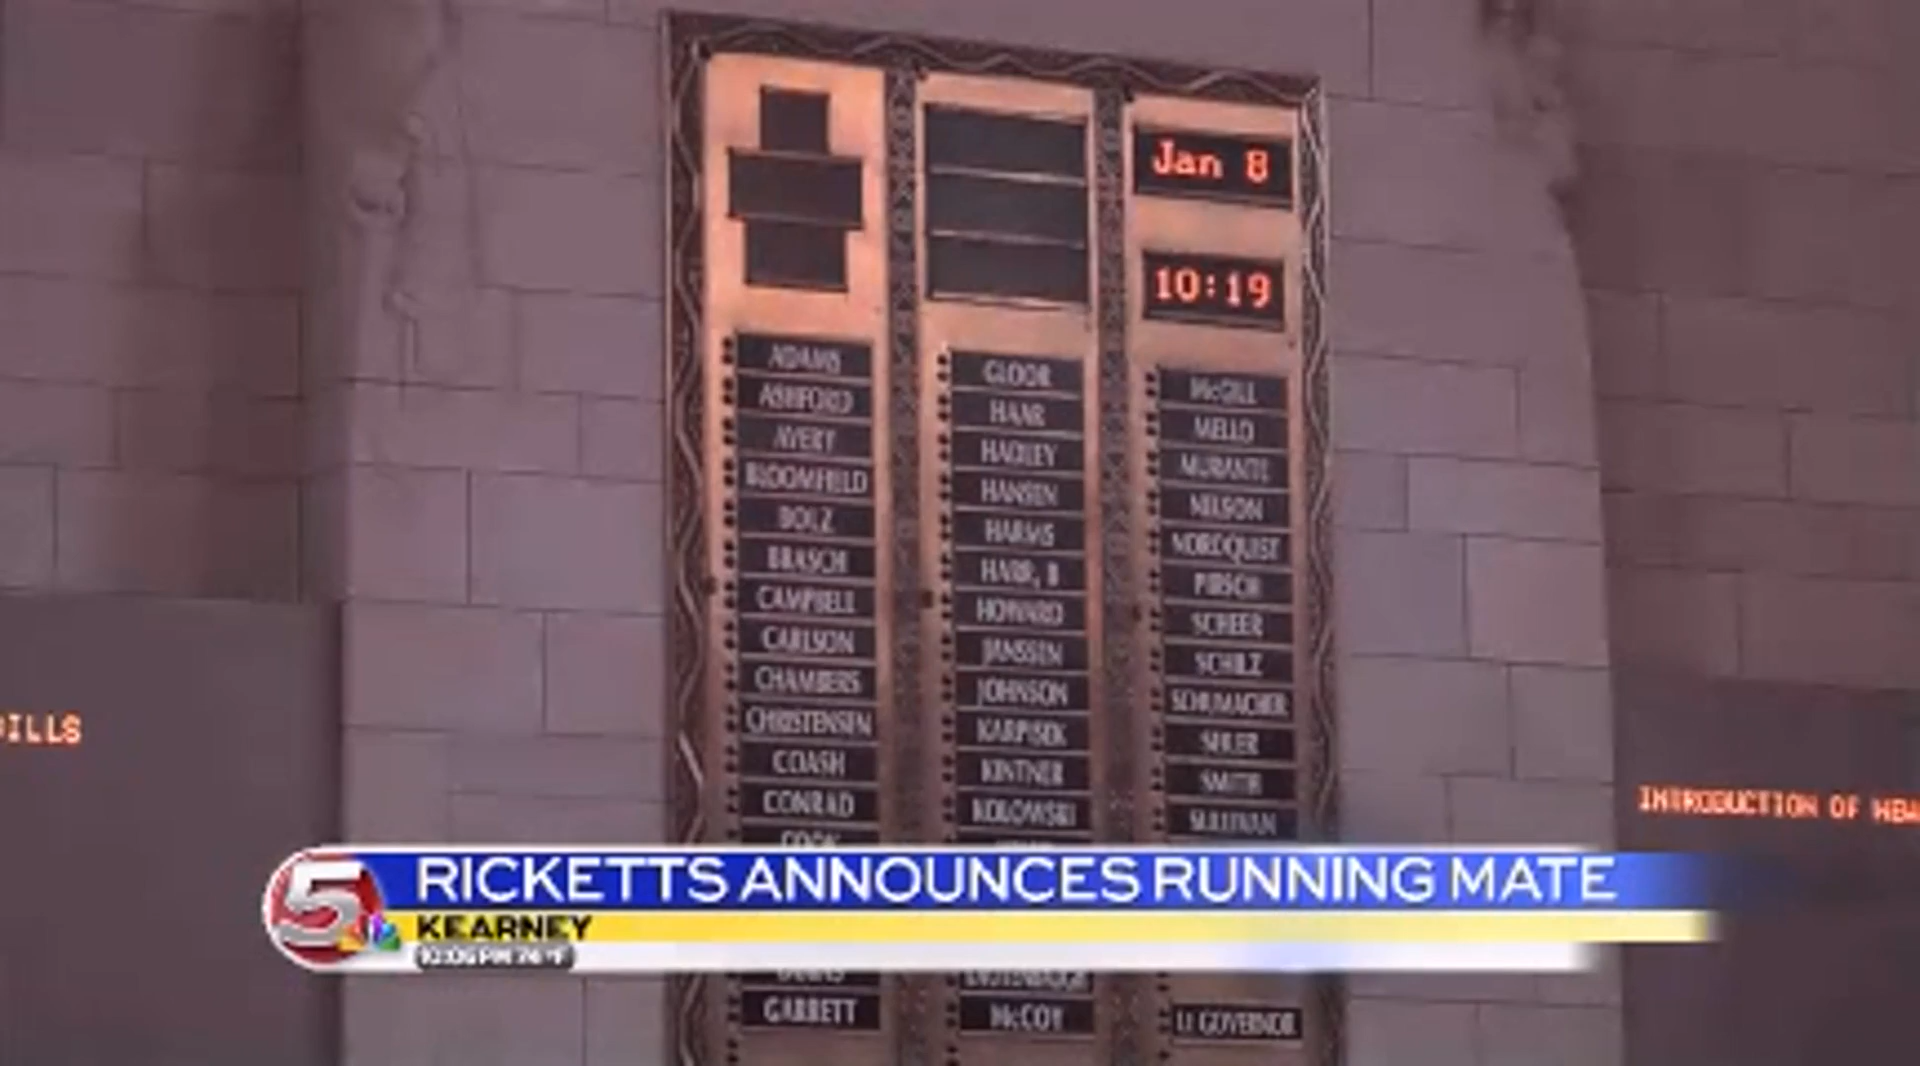 Jan 8
10:19
ADAMS
ASHFORD
AVERY
BLOOMFIELD
BOLZ
BRASCH
CAMPBELL
CARLSON
CHAMBERS
CHRISTENSEN
COASH
CONRAD
COOK
GARRETT
GLOOR
HAAR
HADLEY
HANSEN
HARMS
HARR, B
HOWARD
JANSSEN
JOHNSON
KARPISEK
KINTNER
KOLOWSKI
McCOY
McGILL
MELLO
MURANTE
NELSON
NORDQUIST
PIRSCH
SCHEER
SCHILZ
SCHUMACHER
SEILER
SMITH
SULLIVAN
LT GOVERNOR
INTRODUCTION OF
5
RICKETTS ANNOUNCES RUNNING MATE
KEARNEY